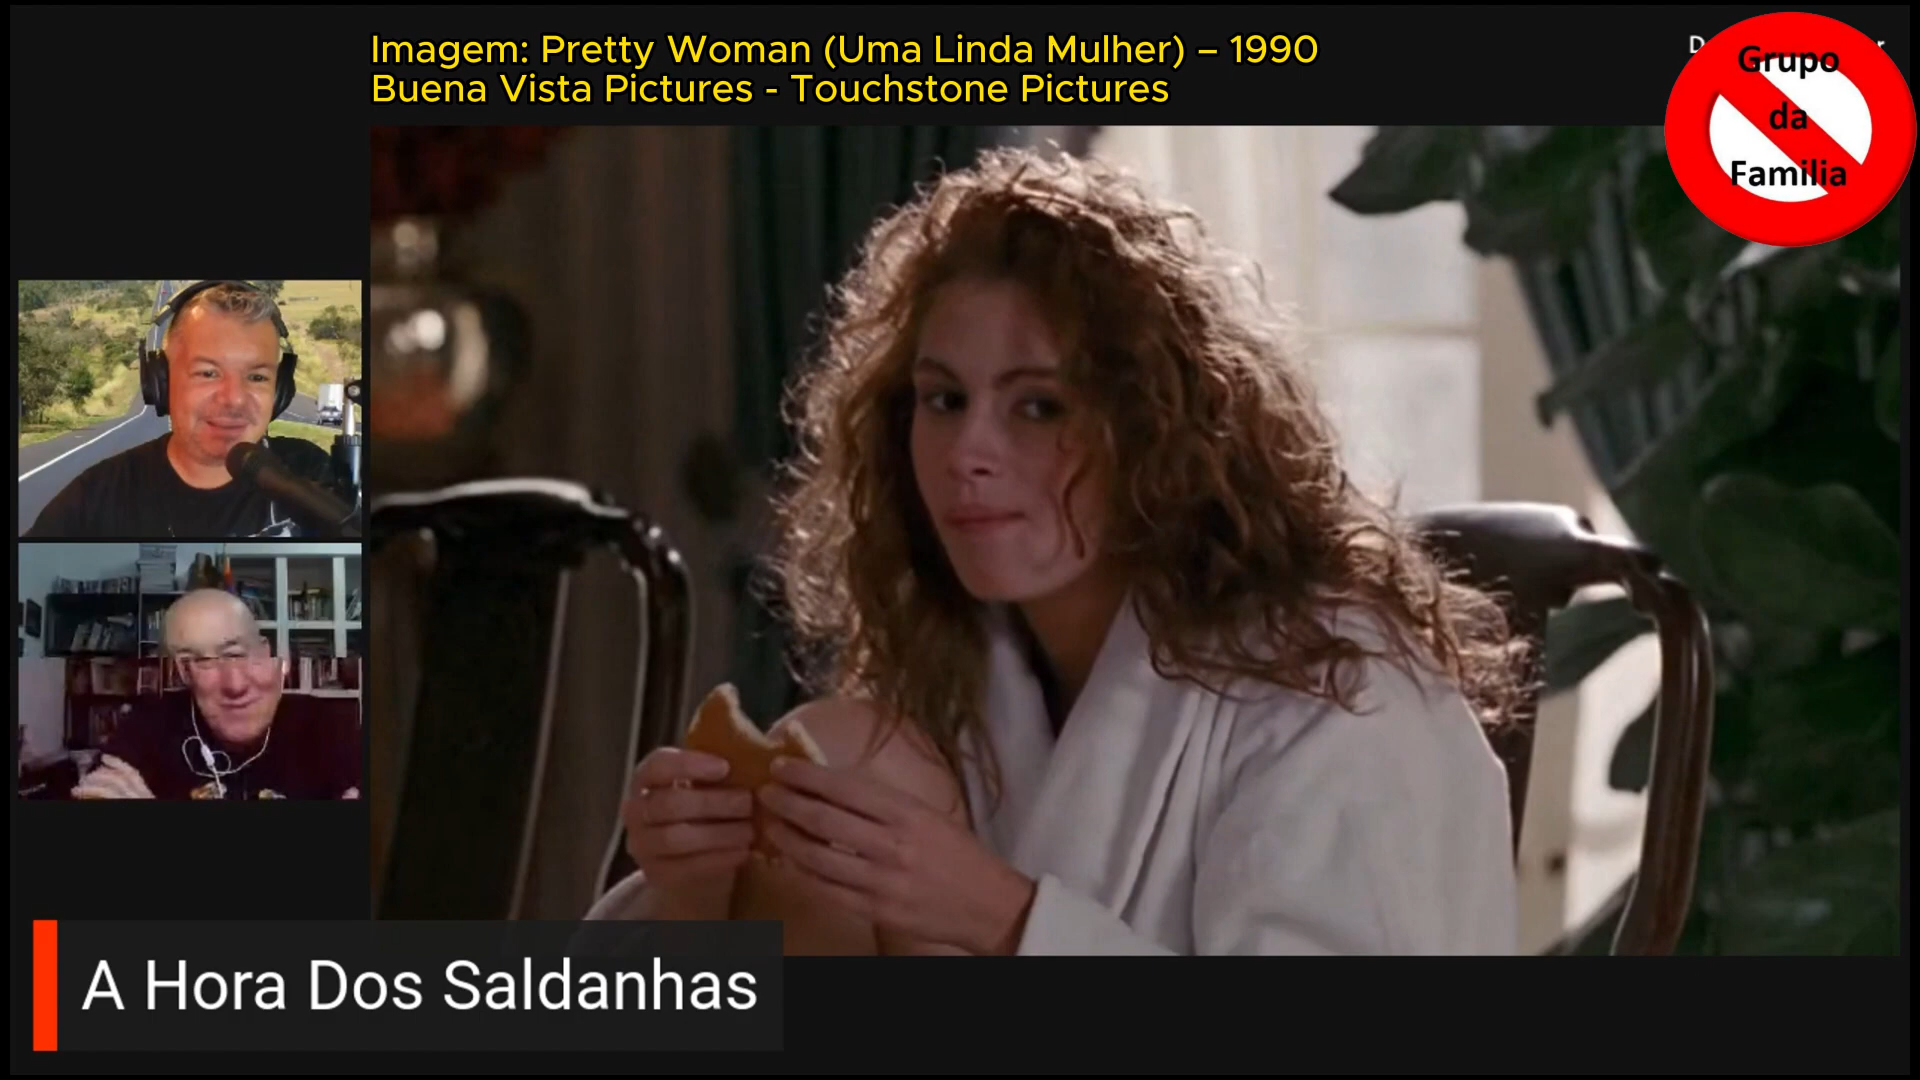 Imagem: Pretty Woman (Uma Linda Mulher) – 1990
Buena Vista Pictures - Touchstone Pictures
Grupo
da
Familia
A Hora Dos Saldanhas